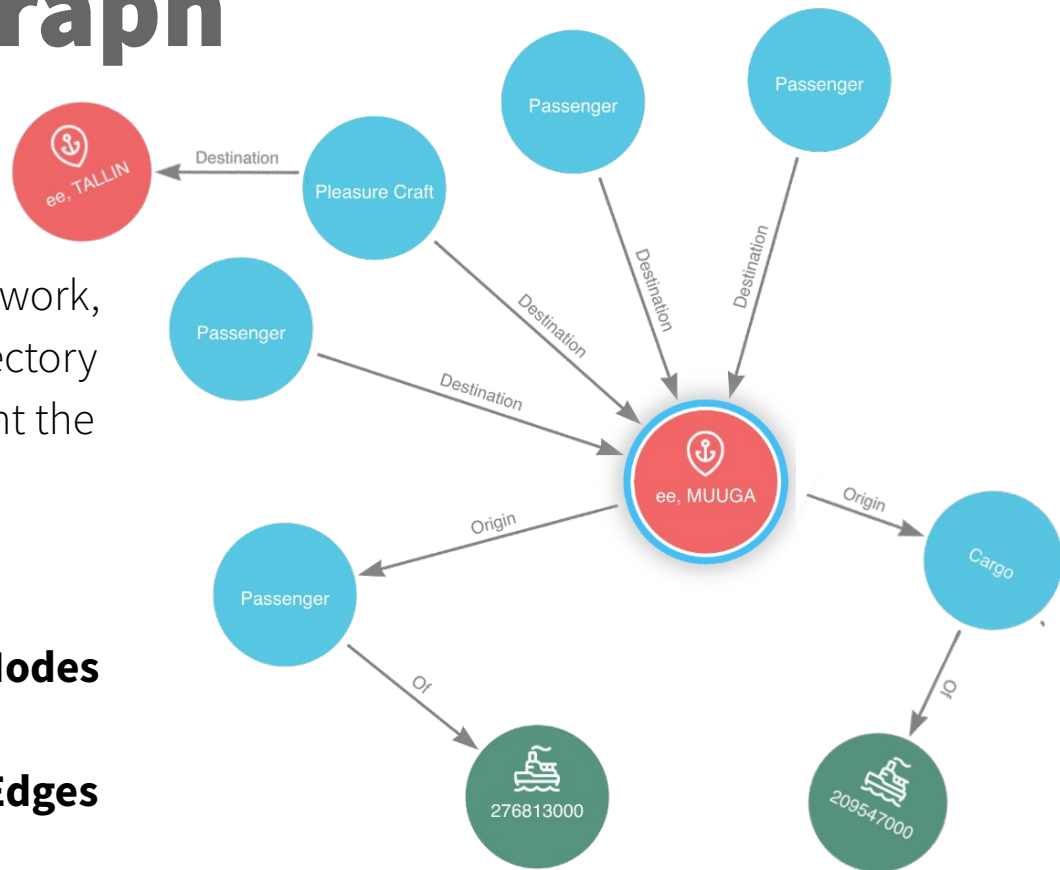 raph
Passenger
Passenger
ee, TALLIN
Destination
Pleasure Craft
Destination
Destination
Destination
work,
Passenger
ectory
Destination
nt the
ee, MUUGA
Origin
Origin
Passenger
Cargo
Of
Of
lodes
Edges
276813000
209547000